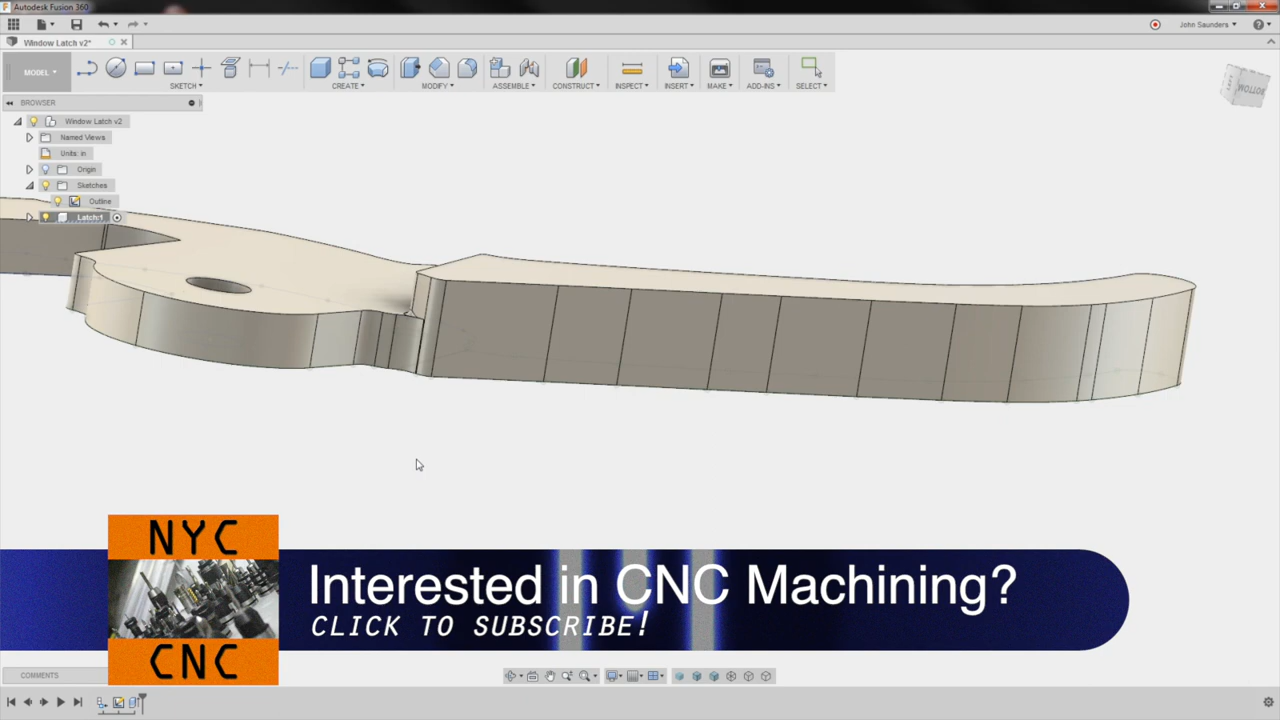 Autodesk Fusion 360
John Saunders
Window Latch v2*
MODEL
SKETCH
CREATE
MODIFY
ASSEMBLE
CONSTRUCT
INSPECT
INSERT
MAKE
ADD-INS
SELECT
BOTTOM
BROWSER
Window Latch v2
Named Views
Units: in
Origin
Sketches
Outline
Latch:1
NYC
CNC
Interested in CNC Machining?
CLICK TO SUBSCRIBE!
COMMENTS